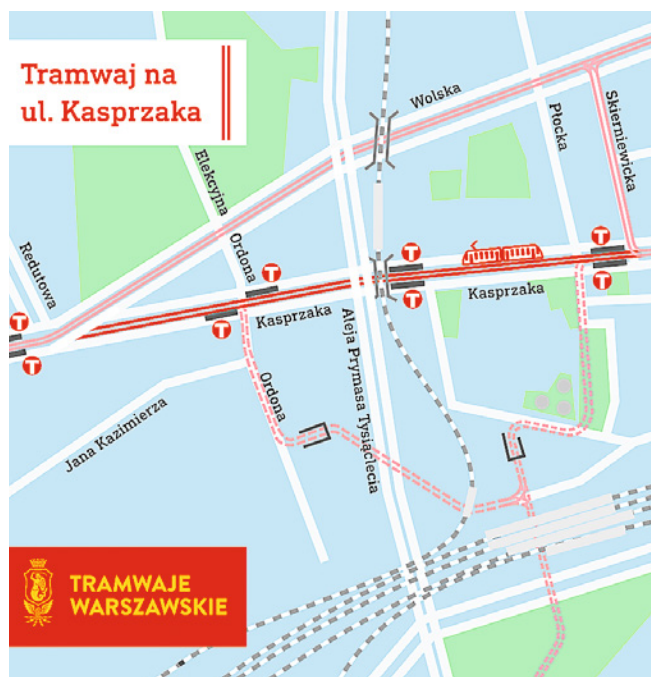 Tramwaj na
ul. Kasprzaka
Wolska
Płocka
Skierniewicka
Elekcyjna
Ordona
Redutowa
T
T
T
T
T
T
T
T
Kasprzaka
Kasprzaka
Ordona
Aleja Prymasa Tysiąclecia
Jana Kazimierza
TRAMWAJE
WARSZAWSKIE